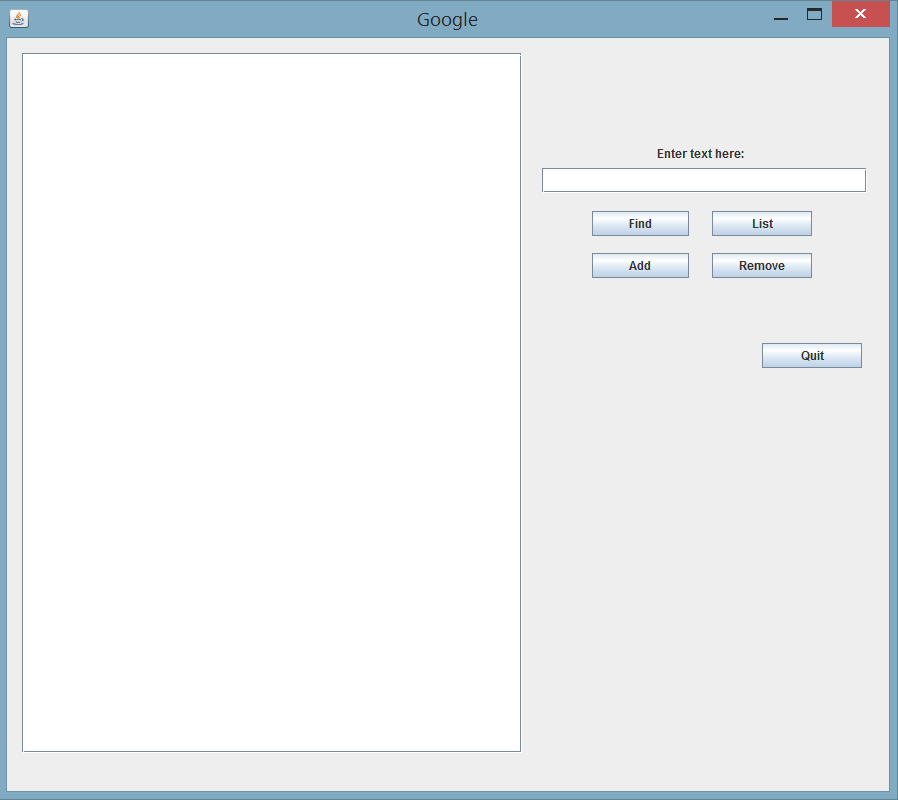 Google
Enter text here:
Find List
Add Remove
Quit